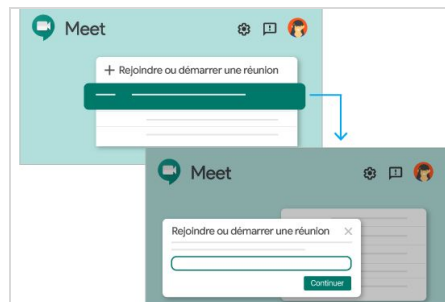 Meet
+ Rejoindre ou démarrer une réunion
Meet
Rejoindre ou démarrer une réunion
Continuer